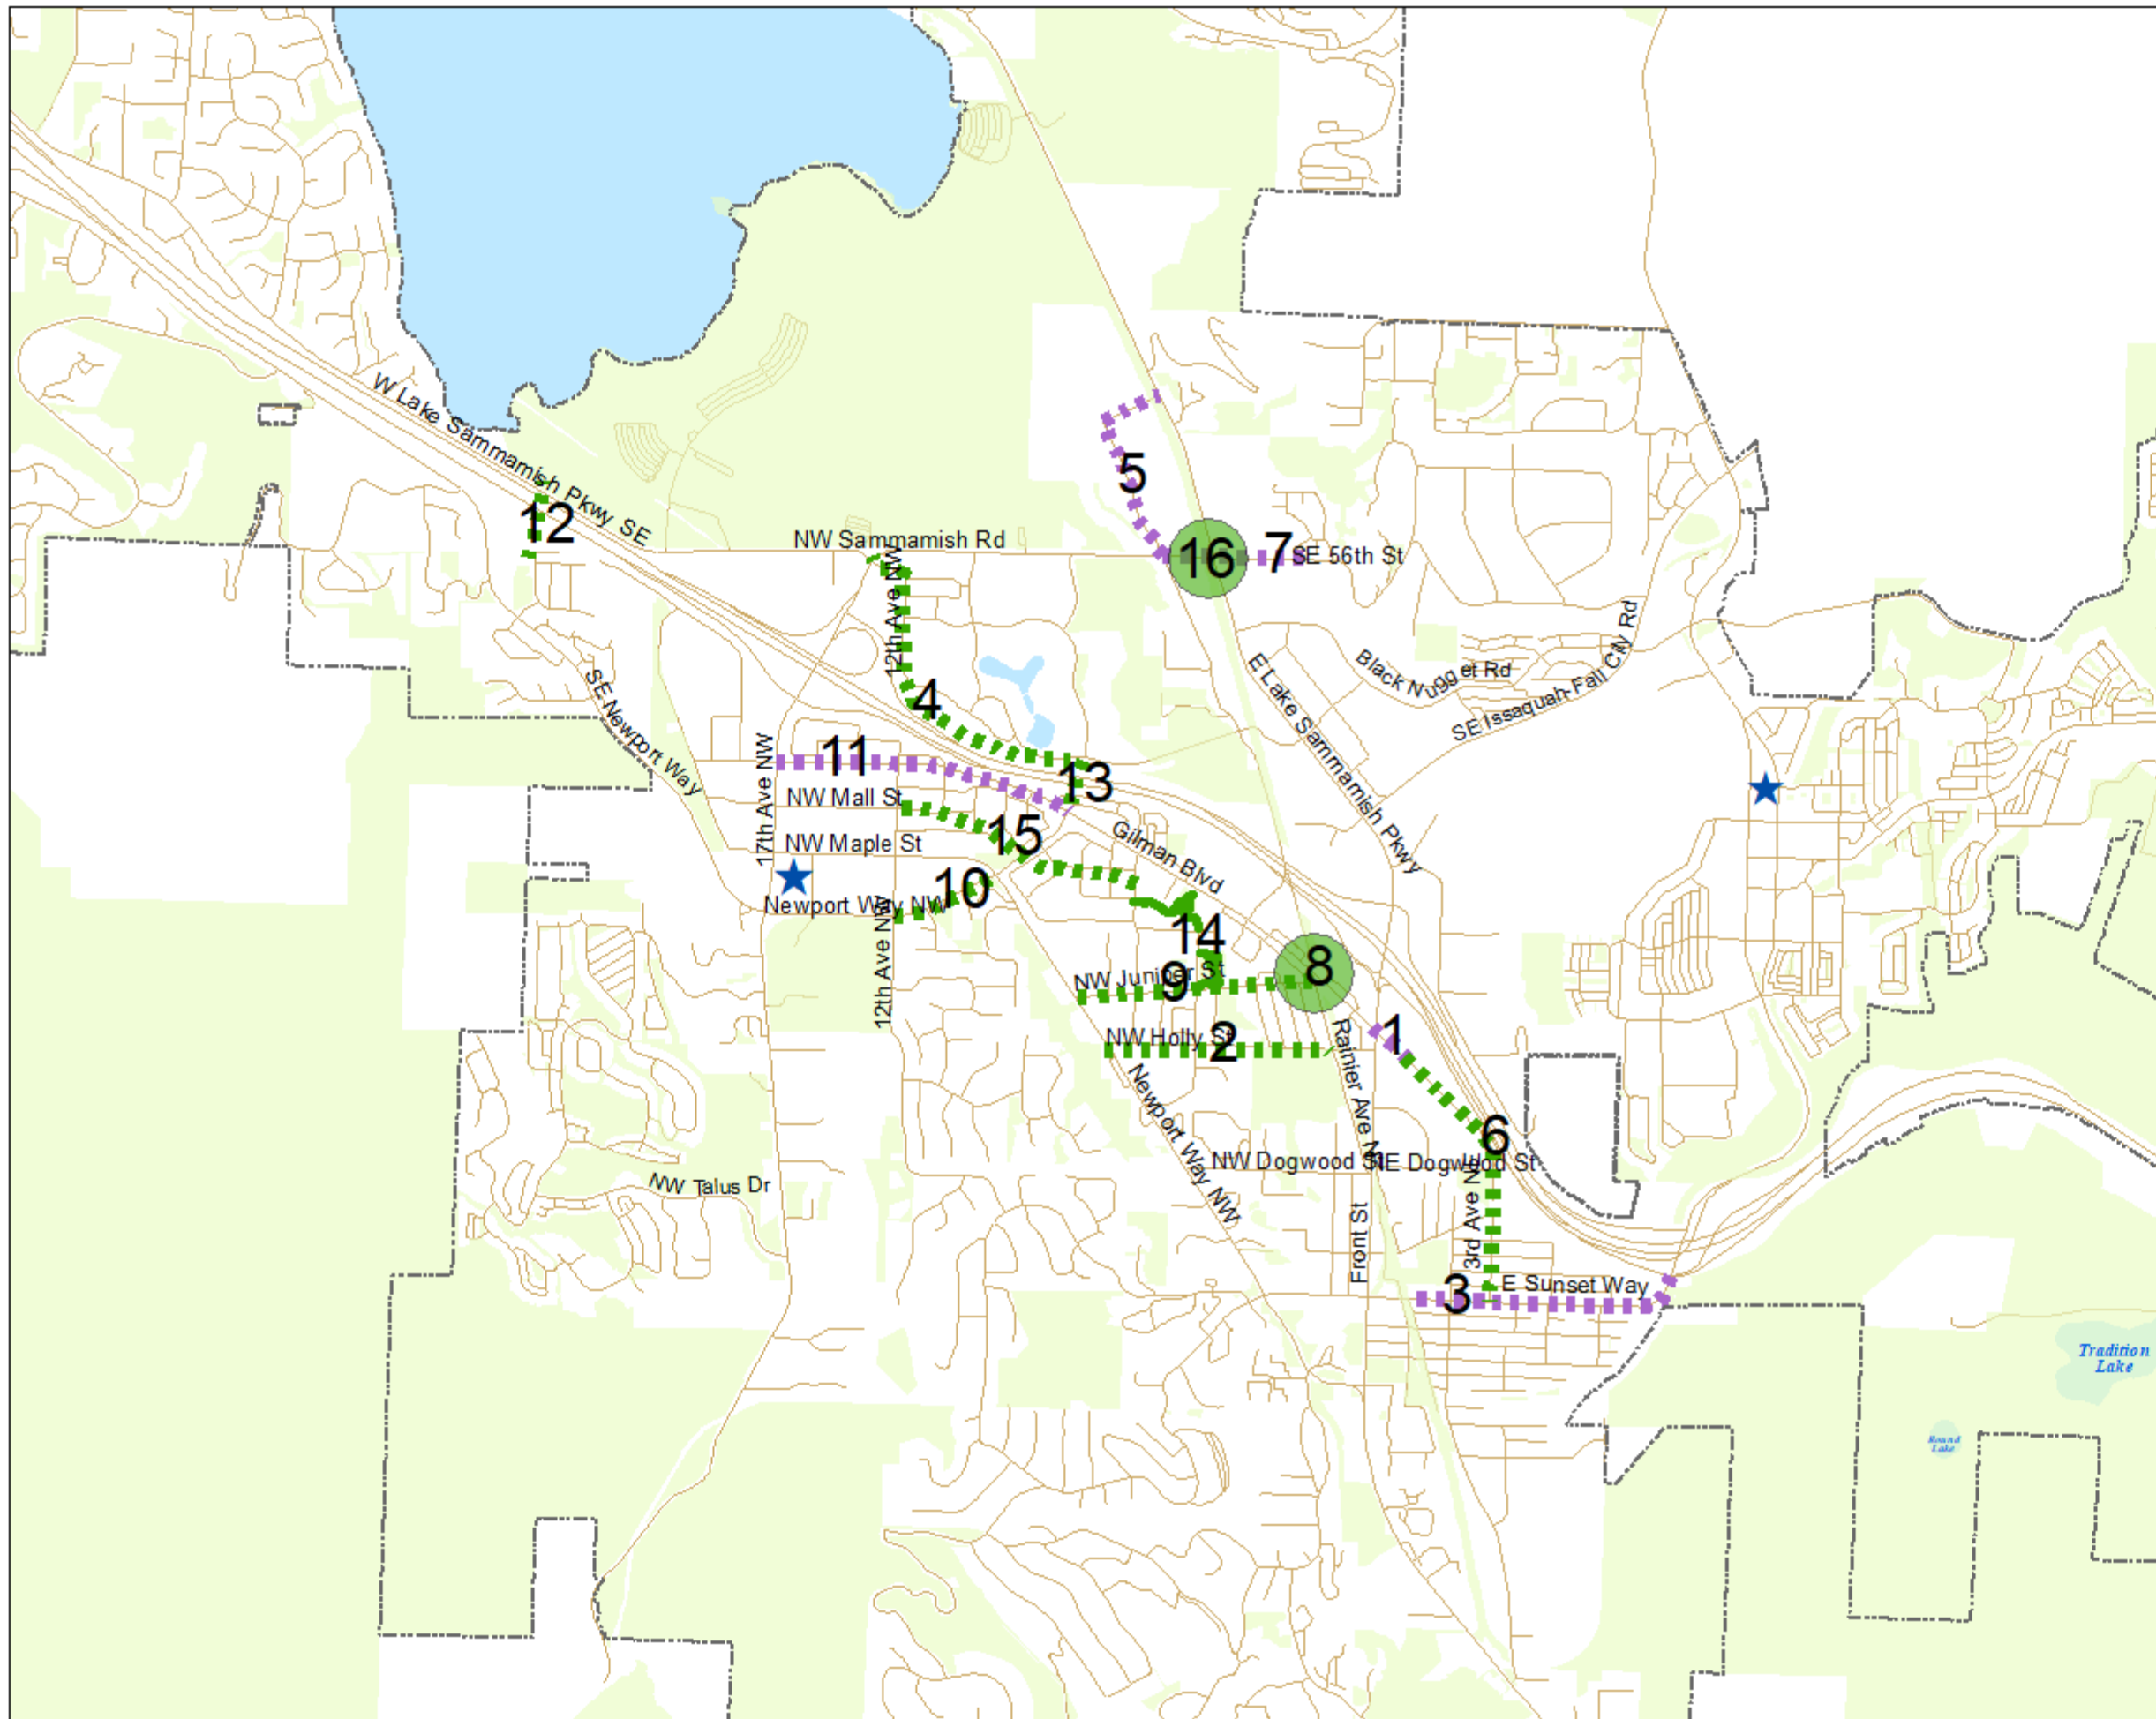 W Lake Sammamish Pkwy SE
5
12
NW Sammamish Rd
16
7
SE 56th St
12th Ave NW
4
SE Newport Way
E Lake Sammamish Pkwy
Black Nugget Rd
SE Issaquah-Fall City Rd
11
13
17th Ave NW
NW Mall St
15
NW Maple St
Gilman Blvd
10
Newport Way NW
12th Ave NW
14
8
NW Juniper St
9
NW Holly St
2
1
Rainier Ave N
Newport Way NW
6
NW Dogwood St
NE Dogwood St
NW Talus Dr
3rd Ave NE
Front St
3
E Sunset Way
Tradition
Lake
Round
Lake